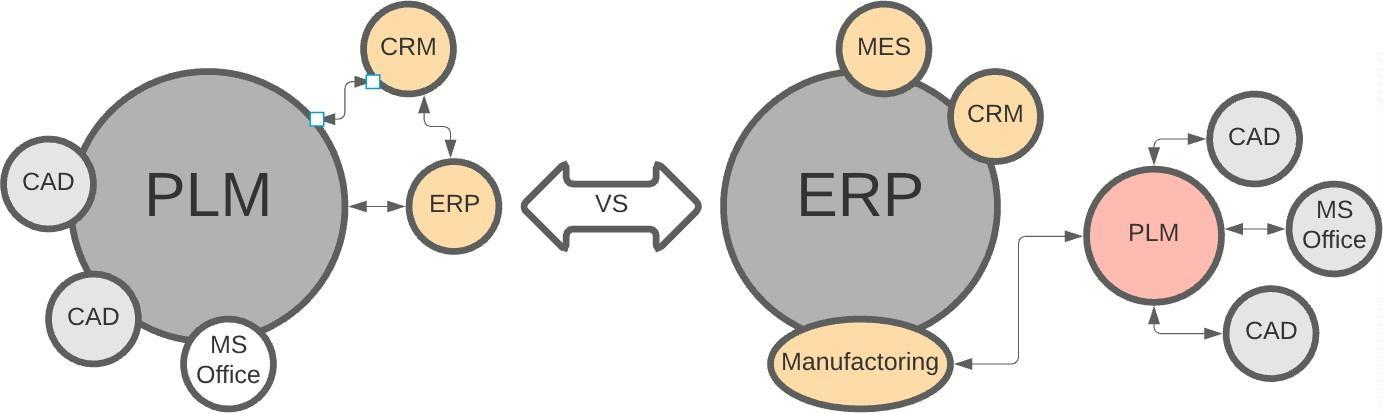 CRM
CAD
PLM
ERP
CAD
MS
Office
VS
MES
CRM
ERP
Manufactoring
CAD
PLM
MS
Office
CAD